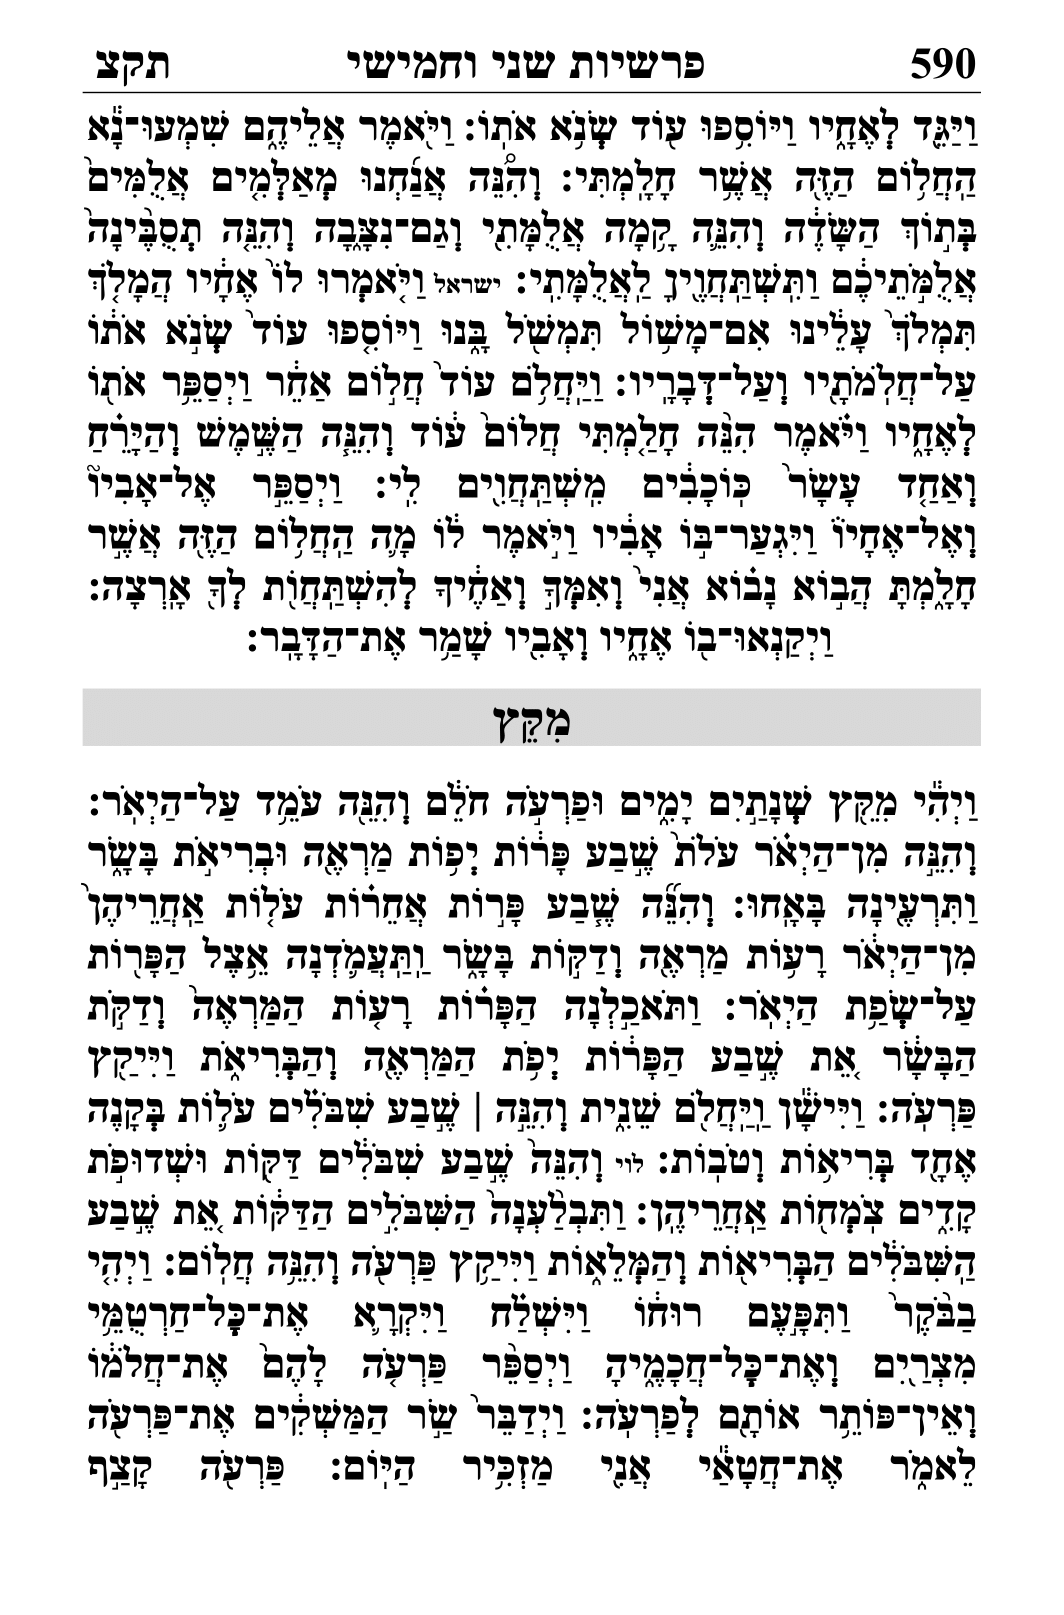 590 פרשיות שני וחמישי תקצ
וַיַּגֵּ֖ד לְאֶחָ֑יו וַיּוֹסִ֥פוּ ע֖וֹד שְׂנֹ֥א אֹתֽוֹ׃ וַיֹּ֖אמֶר אֲלֵיהֶ֑ם שִׁמְעוּ־נָ֕א
הַחֲל֥וֹם הַזֶּ֖ה אֲשֶׁ֥ר חָלָֽמְתִּי׃ וְ֠הִנֵּה אֲנַ֜חְנוּ מְאַלְּמִ֤ים אֲלֻמִּים֙
בְּת֣וֹךְ הַשָּׂדֶ֔ה וְהִנֵּ֛ה קָ֥מָה אֲלֻמָּתִ֖י וְגַם־נִצָּ֑בָה וְהִנֵּ֤ה תְסֻבֶּ֙ינָה֙
אֲלֻמֹּ֣תֵיכֶ֔ם וַתִּֽשְׁתַּחֲוֶ֖יןָ לַאֲלֻמָּתִֽי׃ ישראל וַיֹּ֤אמְרוּ לוֹ֙ אֶחָ֔יו הֲמָלֹ֤ךְ
תִּמְלֹךְ֙ עָלֵ֔ינוּ אִם־מָשׁ֥וֹל תִּמְשֹׁ֖ל בָּ֑נוּ וַיּוֹסִ֤פוּ עוֹד֙ שְׂנֹ֣א אֹת֔וֹ
עַל־חֲלֹמֹתָ֖יו וְעַל־דְּבָרָֽיו׃ וַיַּחֲלֹ֥ם עוֹד֙ חֲל֣וֹם אַחֵ֔ר וַיְסַפֵּ֥ר אֹת֖וֹ
לְאֶחָ֑יו וַיֹּ֗אמֶר הִנֵּ֨ה חָלַ֤מְתִּי חֲלוֹם֙ ע֔וֹד וְהִנֵּ֧ה הַשֶּׁ֣מֶשׁ וְהַיָּרֵ֗חַ
וְאַחַ֤ד עָשָׂר֙ כּֽוֹכָבִ֔ים מִֽשְׁתַּחֲוִ֖ים לִֽי׃ וַיְסַפֵּ֣ר אֶל־אָבִיו֮
וְאֶל־אֶחָיו֒ וַיִּגְעַר־בּ֣וֹ אָבִ֔יו וַיֹּ֣אמֶר ל֔וֹ מָ֛ה הַחֲל֥וֹם הַזֶּ֖ה אֲשֶׁ֣ר
חָלָ֑מְתָּ הֲב֣וֹא נָב֗וֹא אֲנִי֙ וְאִמְּךָ֣ וְאַחֶ֔יךָ לְהִשְׁתַּחֲוֺ֥ת לְךָ֖ אָֽרְצָה׃
וַיְקַנְאוּ־ב֖וֹ אֶחָ֑יו וְאָבִ֖יו שָׁמַ֥ר אֶת־הַדָּבָֽר׃
מִקֵּץ
וַיְהִ֕י מִקֵּ֖ץ שְׁנָתַ֣יִם יָמִ֑ים וּפַרְעֹ֣ה חֹלֵ֔ם וְהִנֵּ֖ה עֹמֵ֥ד עַל־הַיְאֹֽר׃
וְהִנֵּ֣ה מִן־הַיְאֹ֗ר עֹלֹת֙ שֶׁ֣בַע פָּר֔וֹת יְפ֥וֹת מַרְאֶ֖ה וּבְרִיאֹ֣ת בָּשָׂ֑ר
וַתִּרְעֶ֖ינָה בָּאָֽחוּ׃ וְהִנֵּ֞ה שֶׁ֧בַע פָּר֣וֹת אֲחֵר֗וֹת עֹל֤וֹת אַחֲרֵיהֶן֙
מִן־הַיְאֹ֔ר רָע֥וֹת מַרְאֶ֖ה וְדַקּ֣וֹת בָּשָׂ֑ר וַֽתַּעֲמֹ֛דְנָה אֵ֥צֶל הַפָּר֖וֹת
עַל־שְׂפַ֥ת הַיְאֹֽר׃ וַתֹּאכַ֣לְנָה הַפָּר֗וֹת רָע֤וֹת הַמַּרְאֶה֙ וְדַקֹּ֣ת
הַבָּשָׂ֔ר אֵ֚ת שֶׁ֣בַע הַפָּר֔וֹת יְפֹ֥ת הַמַּרְאֶ֖ה וְהַבְּרִיאֹ֑ת וַיִּיקַ֖ץ
פַּרְעֹֽה׃ וַיִּישָׁ֕ן וַֽיַּחֲלֹ֖ם שֵׁנִ֑ית וְהִנֵּ֣ה | שֶׁ֣בַע שִׁבֳּלִ֗ים עֹל֛וֹת בְּקָנֶ֥ה
אֶחָ֖ד בְּרִיא֥וֹת וְטֹבֽוֹת׃ לוי וְהִנֵּה֙ שֶׁ֣בַע שִׁבֳּלִ֔ים דַּקּ֖וֹת וּשְׁדוּפֹ֣ת
קָדִ֑ים צֹמְח֖וֹת אַחֲרֵיהֶֽן׃ וַתִּבְלַ֙עְנָה֙ הַשִּׁבֳּלִ֣ים הַדַּקּ֔וֹת אֵ֚ת שֶׁ֣בַע
הַֽשִּׁבֳּלִ֔ים הַבְּרִיא֖וֹת וְהַמְּלֵא֑וֹת וַיִּיקַ֥ץ פַּרְעֹ֖ה וְהִנֵּ֥ה חֲלֽוֹם׃ וַיְהִ֤י
בַבֹּ֙קֶר֙ וַתִּפָּ֣עֶם רוּח֔וֹ וַיִּשְׁלַ֗ח וַיִּקְרָ֛א אֶת־כָּל־חַרְטֻמֵּ֥י
מִצְרַ֖יִם וְאֶת־כָּל־חֲכָמֶ֑יהָ וַיְסַפֵּ֨ר פַּרְעֹ֤ה לָהֶם֙ אֶת־חֲלֹמ֔וֹ
וְאֵין־פּוֹתֵ֥ר אוֹתָ֖ם לְפַרְעֹֽה׃ וַיְדַבֵּר֙ שַׂ֣ר הַמַּשְׁקִ֔ים אֶת־פַּרְעֹ֖ה
לֵאמֹ֑ר אֶת־חֲטָאַ֕י אֲנִ֖י מַזְכִּ֥יר הַיּֽוֹם׃ פַּרְעֹ֖ה קָצַ֣ף